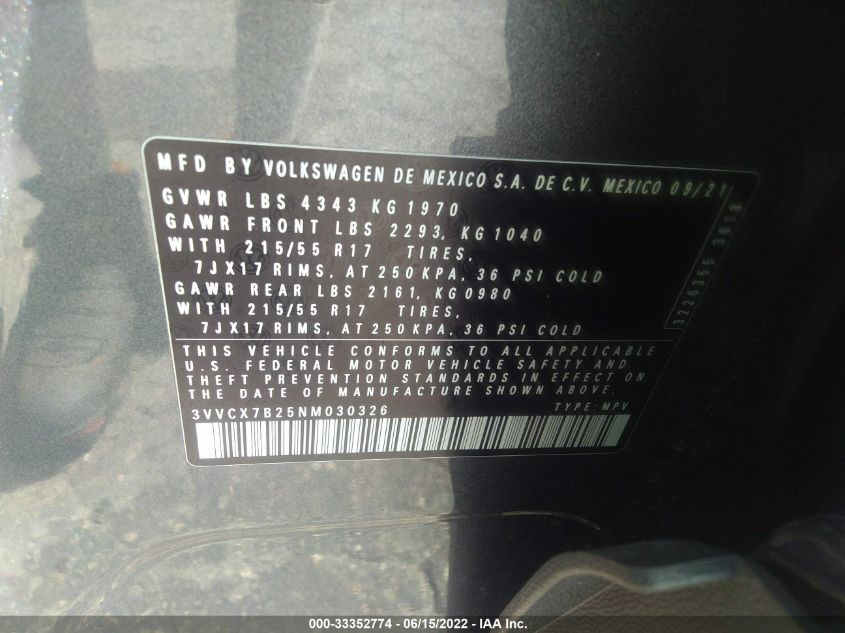 MFD BY VOLKSWAGEN DE MEXICO S.A. DE C.V. MEXICO 09/21
GVWR LBS 4343 KG 1970
GAWR FRONT LBS 2293, KG 1040
WITH 215/55 R17 TIRES,
7JX17 RIMS, AT 250 KPA, 36 PSI COLD
GAWR REAR LBS 2161, KG 0980
WITH 215/55 R17 TIRES,
7JX17 RIMS, AT 250 KPA, 36 PSI COLD
3226355
THIS VEHICLE CONFORMS TO ALL APPLICABLE
U.S. FEDERAL MOTOR VEHICLE SAFETY AND
THEFT PREVENTION STANDARDS IN EFFECT ON
THE DATE OF MANUFACTURE SHOWN ABOVE.
3VVCX7B25NM030326 TYPE: MPV
000-33352774 - 06/15/2022 - IAA Inc.